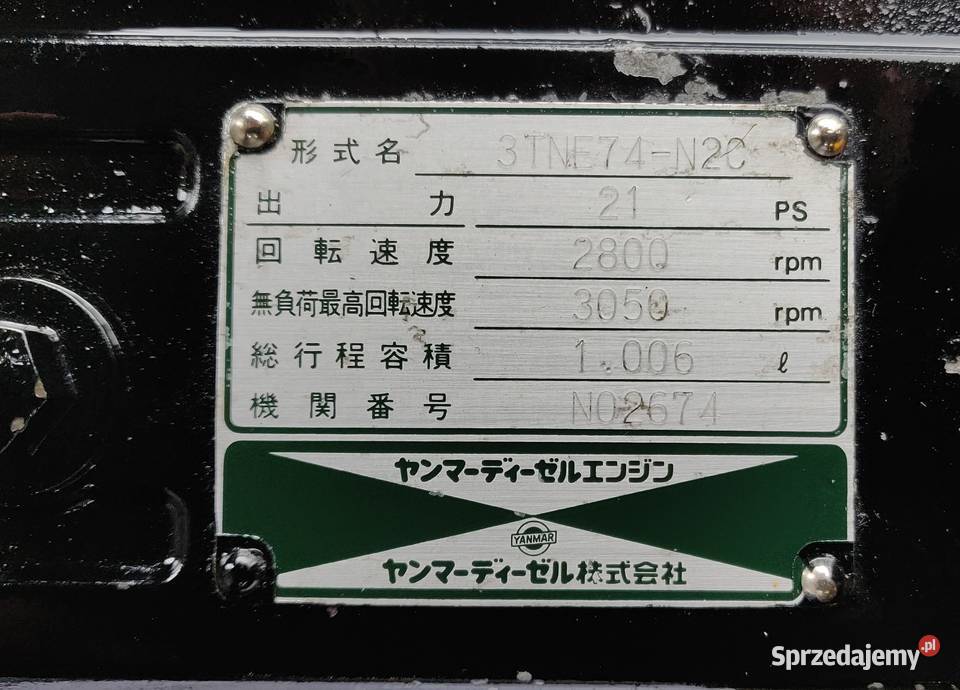 形式名 3TNE74-N2C
出力 21 PS
回転速度 2800 rpm
無負荷最高回転速度 3050 rpm
総行程容積 1.006 ℓ
機関番号 N02674
ヤンマーディーゼルエンジン
YANMAR
ヤンマーディーゼル株式会社
Sprzedajemy.pl